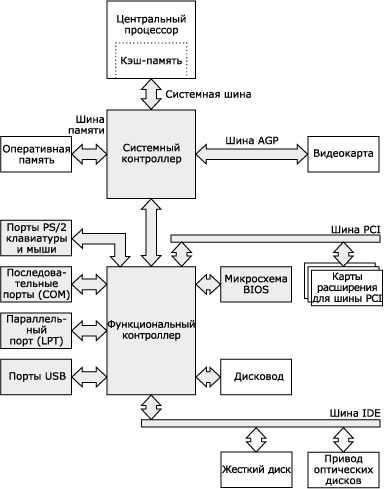 Центральный
процессор
Кэш-память
Системная шина
Шина
памяти
Оперативная
память
Системный
контроллер
Шина AGP
Видеокарта
Порты PS/2
клавиатуры
и мыши
Шина PCI
Последова-
тельные
порты (COM)
Микросхема
BIOS
Карты
расширения
для шины PCI
Параллель-
ный
порт (LPT)
Функциональный
контроллер
Порты USB
Дисковод
Шина IDE
Жесткий диск
Привод
оптических
дисков